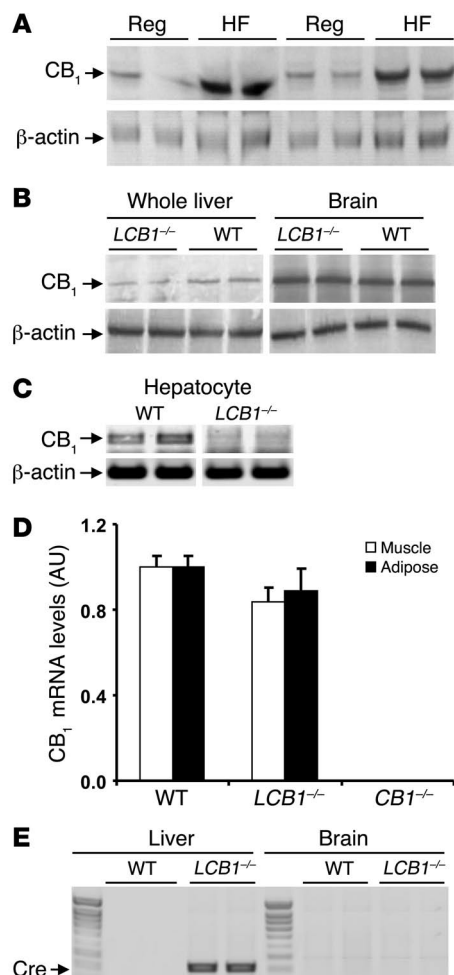 A
Reg HF Reg HF
CB₁
β-actin
B
Whole liver Brain
LCB1⁻/⁻ WT LCB1⁻/⁻ WT
CB₁
β-actin
C
Hepatocyte
WT LCB1⁻/⁻
CB₁
β-actin
D
CB₁ mRNA levels (AU)
1.2
0.8
0.4
0.0
Muscle
Adipose
WT LCB1⁻/⁻ CB1⁻/⁻
E
Liver Brain
WT LCB1⁻/⁻ WT LCB1⁻/⁻
Cre